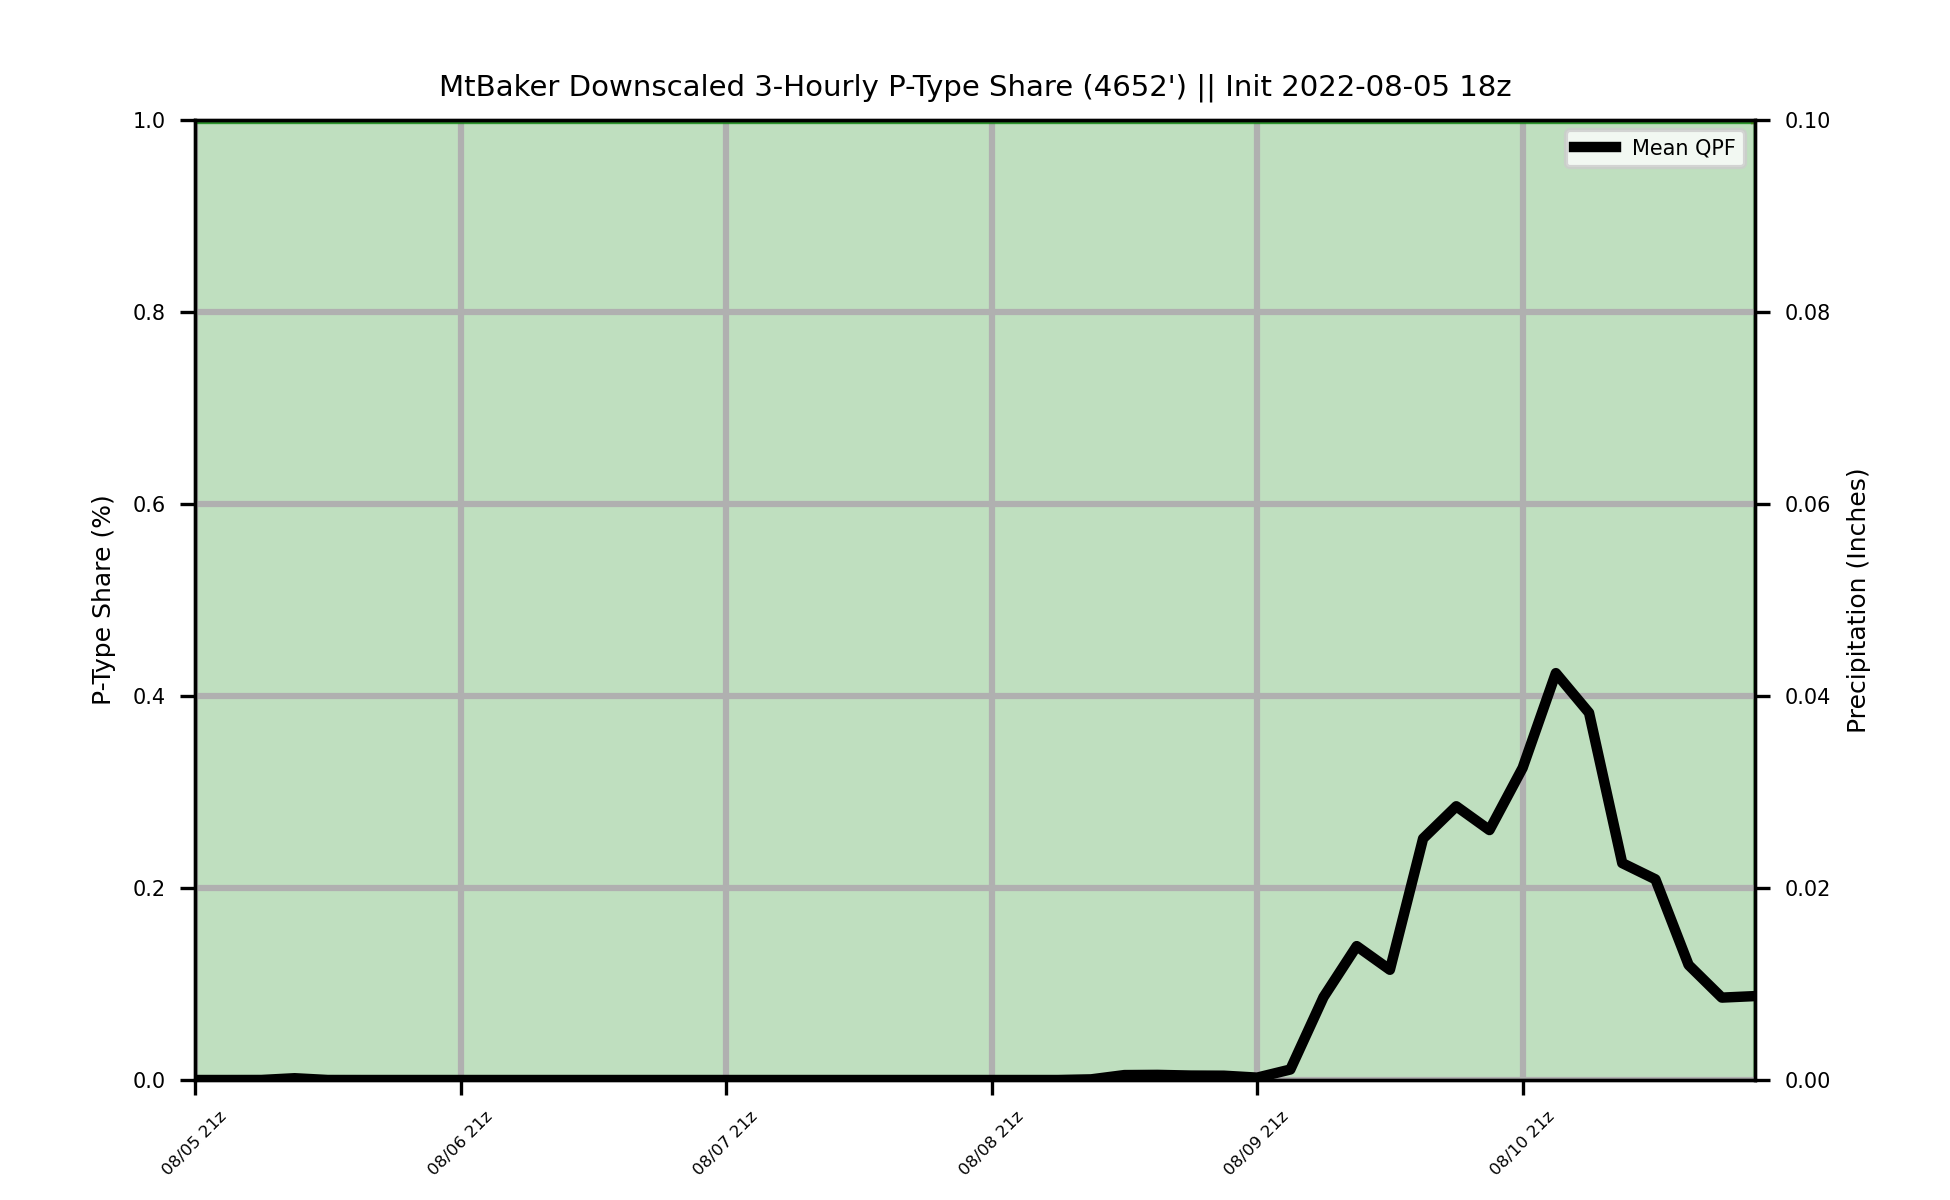 MtBaker Downscaled 3-Hourly P-Type Share (4652') || Init 2022-08-05 18z
Mean QPF
P-Type Share (%)
1.0
0.8
0.6
0.4
0.2
0.0
0.10
0.08
0.06
0.04
0.02
0.00
Precipitation (Inches)
08/05 21z
08/06 21z
08/07 21z
08/08 21z
08/09 21z
08/10 21z